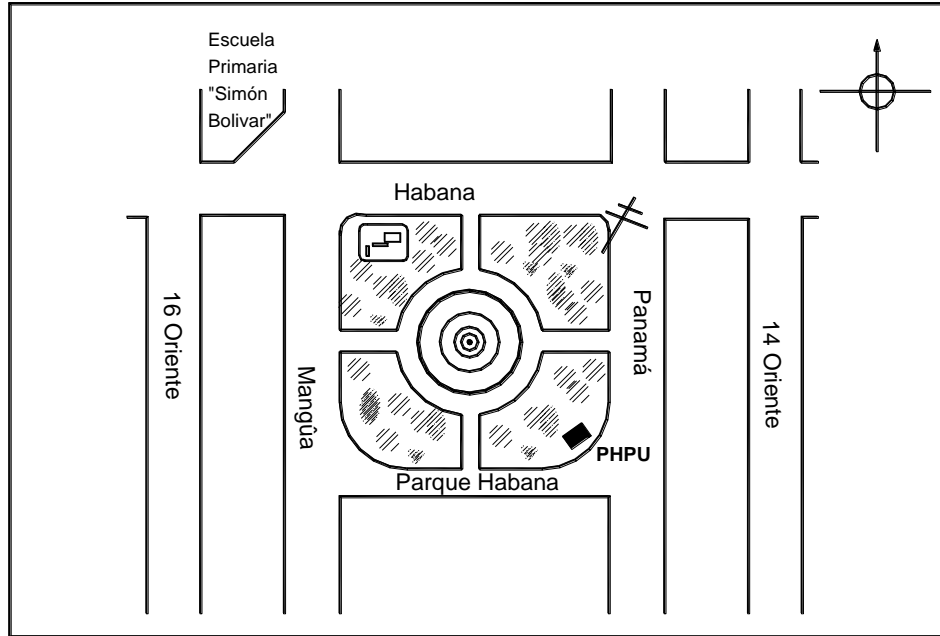 Escuela
Primaria
"Simón
Bolivar"
Habana
16 Oriente
Mangûa
Panamá
14 Oriente
PHPU
Parque Habana